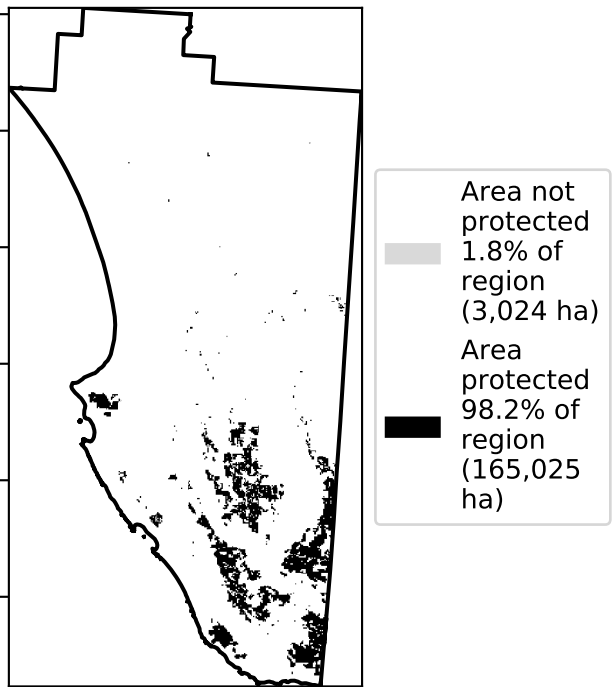 Area not
protected
1.8% of
region
(3,024 ha)
Area
protected
98.2% of
region
(165,025
ha)